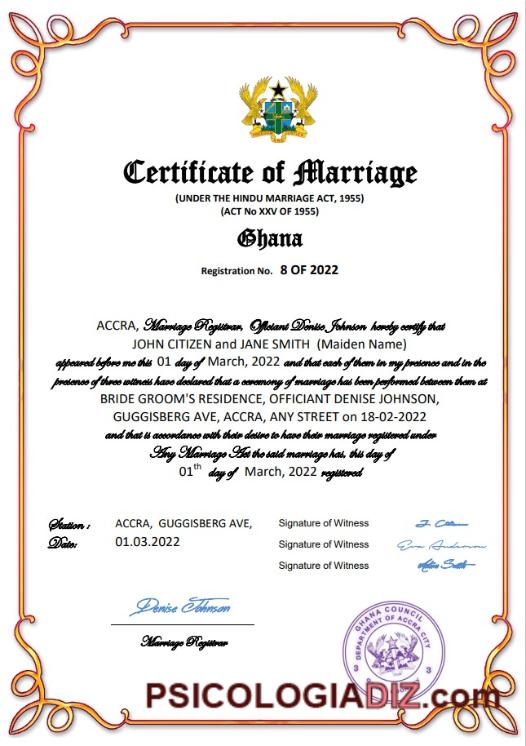 Certificate of Marriage
(UNDER THE HINDU MARRIAGE ACT, 1955)
(ACT No XXV OF 1955)
Ghana
Registration No. 8 OF 2022
ACCRA, Marriage Registrar, Officiant Denise Johnson hereby certify that
JOHN CITIZEN and JANE SMITH (Maiden Name)
appeared before me this 01 day of March, 2022 and that each of them in my presence and in the
presence of three witness have declared that a ceremony of marriage has been performed between them at
BRIDE GROOM'S RESIDENCE, OFFICIANT DENISE JOHNSON,
GUGGISBERG AVE, ACCRA, ANY STREET on 18-02-2022
and that is accordance with their desire to have their marriage registered under
Any Marriage Act the said marriage has, this day of
01th day of March, 2022 registered
Station : ACCRA, GUGGISBERG AVE,
Date: 01.03.2022
Signature of Witness
Signature of Witness Eva Anderson
Signature of Witness
Denise Johnson
Marriage Registrar
GHANA COUNCIL
DEPARTMENT OF ACCRA CITY
3 3
PSICOLOGIADIZ.com